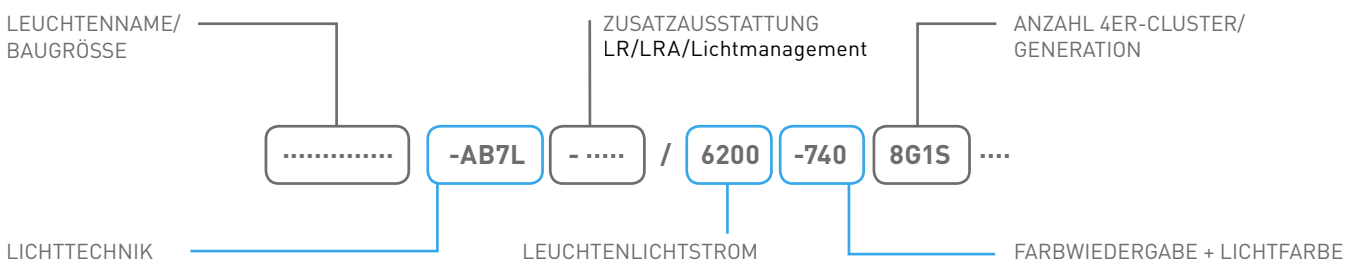 LEUCHTENNAME/
BAUGRÖSSE
ZUSATZAUSSTATTUNG
LR/LRA/Lichtmanagement
ANZAHL 4ER-CLUSTER/
GENERATION
.............. -AB7L - ..... / 6200 -740 8G1S ....
LICHTTECHNIK
LEUCHTENLICHTSTROM
FARBWIEDERGABE + LICHTFARBE